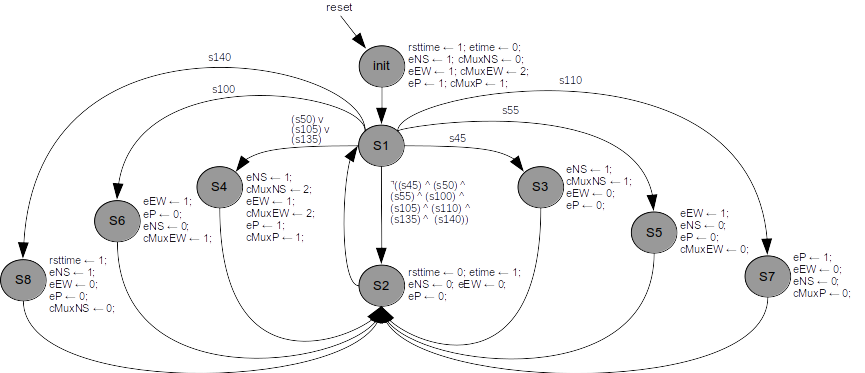 reset
init
rsttime ← 1; etime ← 0;
eNS ← 1; cMuxNS ← 0;
eEW ← 1; cMuxEW ← 2;
eP ← 1; cMuxP ← 1;
s140
s100
s110
s55
s45
(s50) v
(s105) v
(s135)
S1
S4
eNS ← 1;
cMuxNS ← 2;
eEW ← 1;
cMuxEW ← 2;
eP ← 1;
cMuxP ← 1;
~((s45) ^ (s50) ^
(s55) ^ (s100) ^
(s105) ^ (s110) ^
(s135) ^ (s140))
S3
eNS ← 1;
cMuxNS ← 1;
eEW ← 0;
eP ← 0;
S6
eEW ← 1;
eP ← 0;
eNS ← 0;
cMuxEW ← 1;
S5
eEW ← 1;
eNS ← 0;
eP ← 0;
cMuxEW ← 0;
S8
rsttime ← 1;
eNS ← 1;
eEW ← 0;
eP ← 0;
cMuxNS ← 0;
S2
rsttime ← 0; etime ← 1;
eNS ← 0; eEW ← 0;
eP ← 0;
S7
eP ← 1;
eEW ← 0;
eNS ← 0;
cMuxP ← 0;